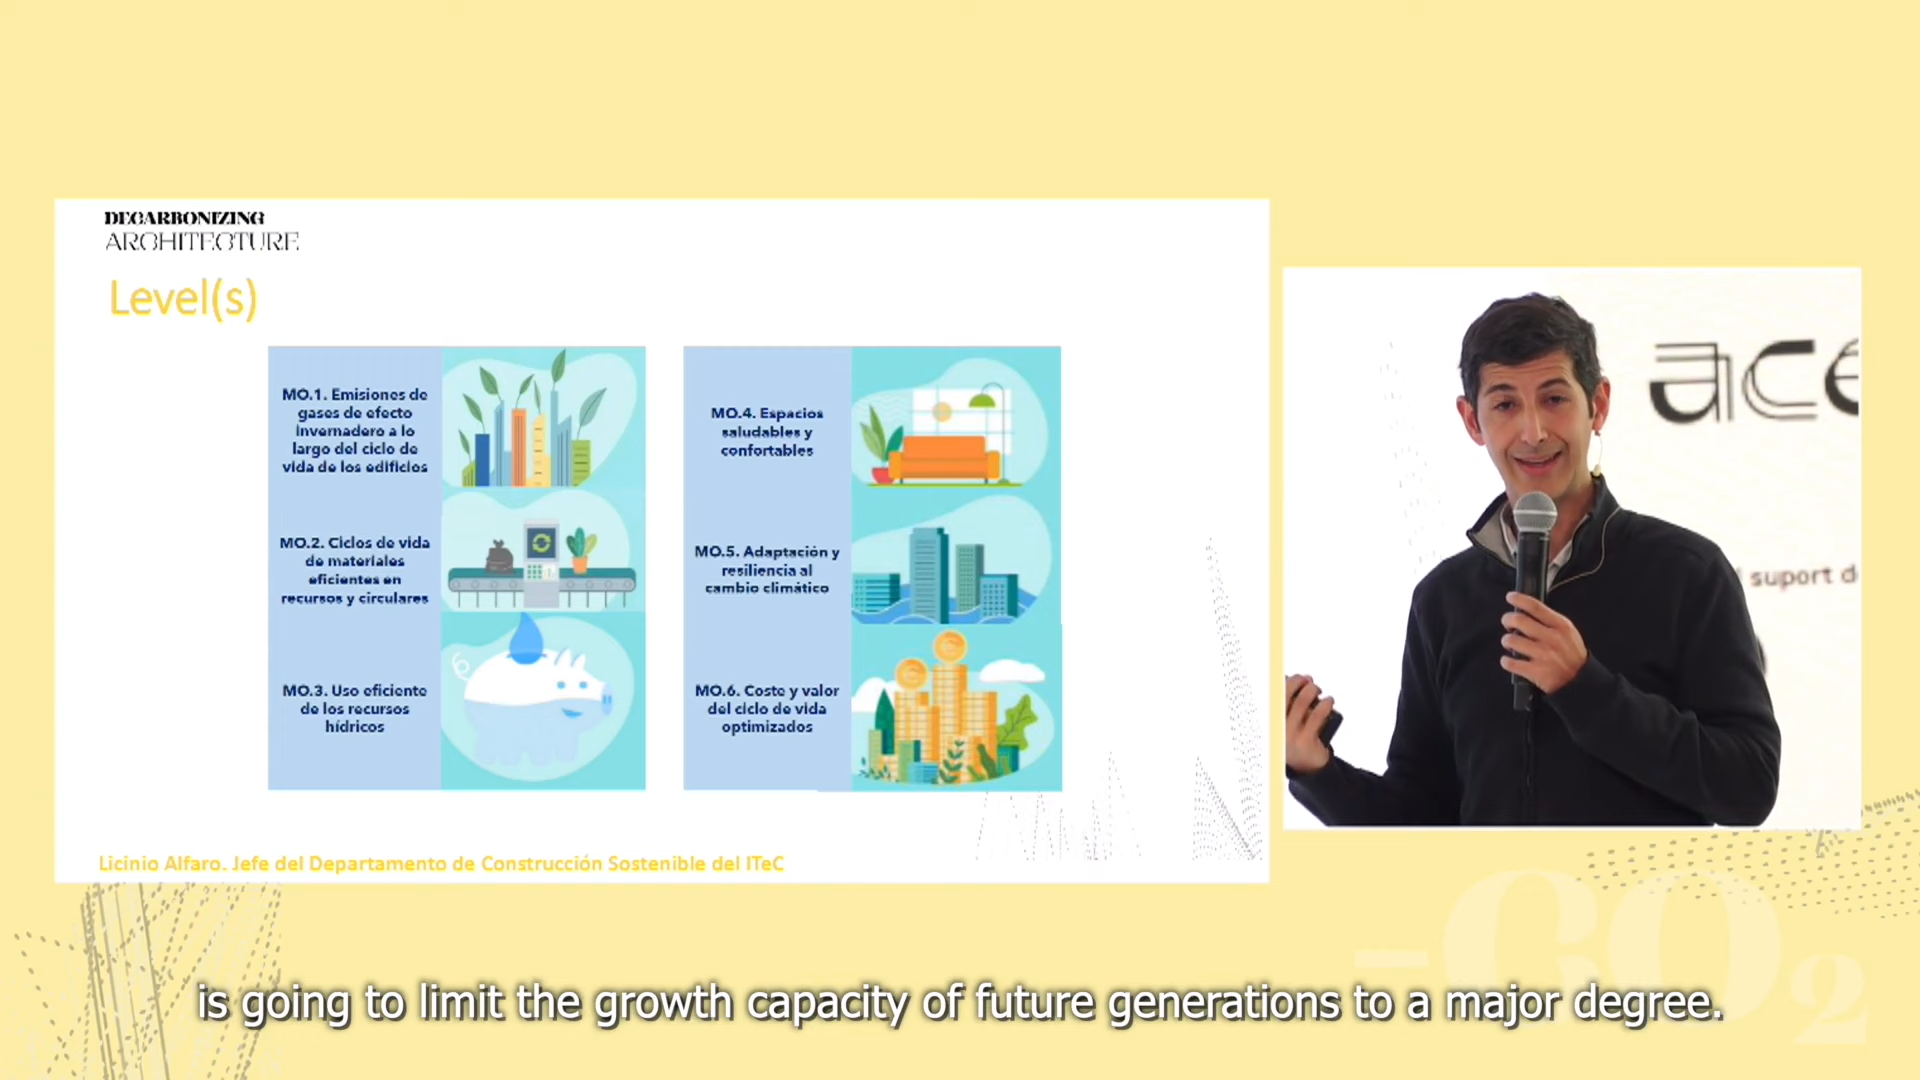 DECARBONIZING
ARCHITECTURE
Level(s)
MO.1. Emisiones de
gases de efecto
invernadero a lo
largo del ciclo de
vida de los edificios
MO.2. Ciclos de vida
de materiales
eficientes en
recursos y circulares
MO.3. Uso eficiente
de los recursos
hídricos
MO.4. Espacios
saludables y
confortables
MO.5. Adaptación y
resiliencia al
cambio climático
MO.6. Coste y valor
del ciclo de vida
optimizados
Licinio Alfaro. Jefe del Departamento de Construcción Sostenible del ITeC
ace
suport d
-CO2
is going to limit the growth capacity of future generations to a major degree.